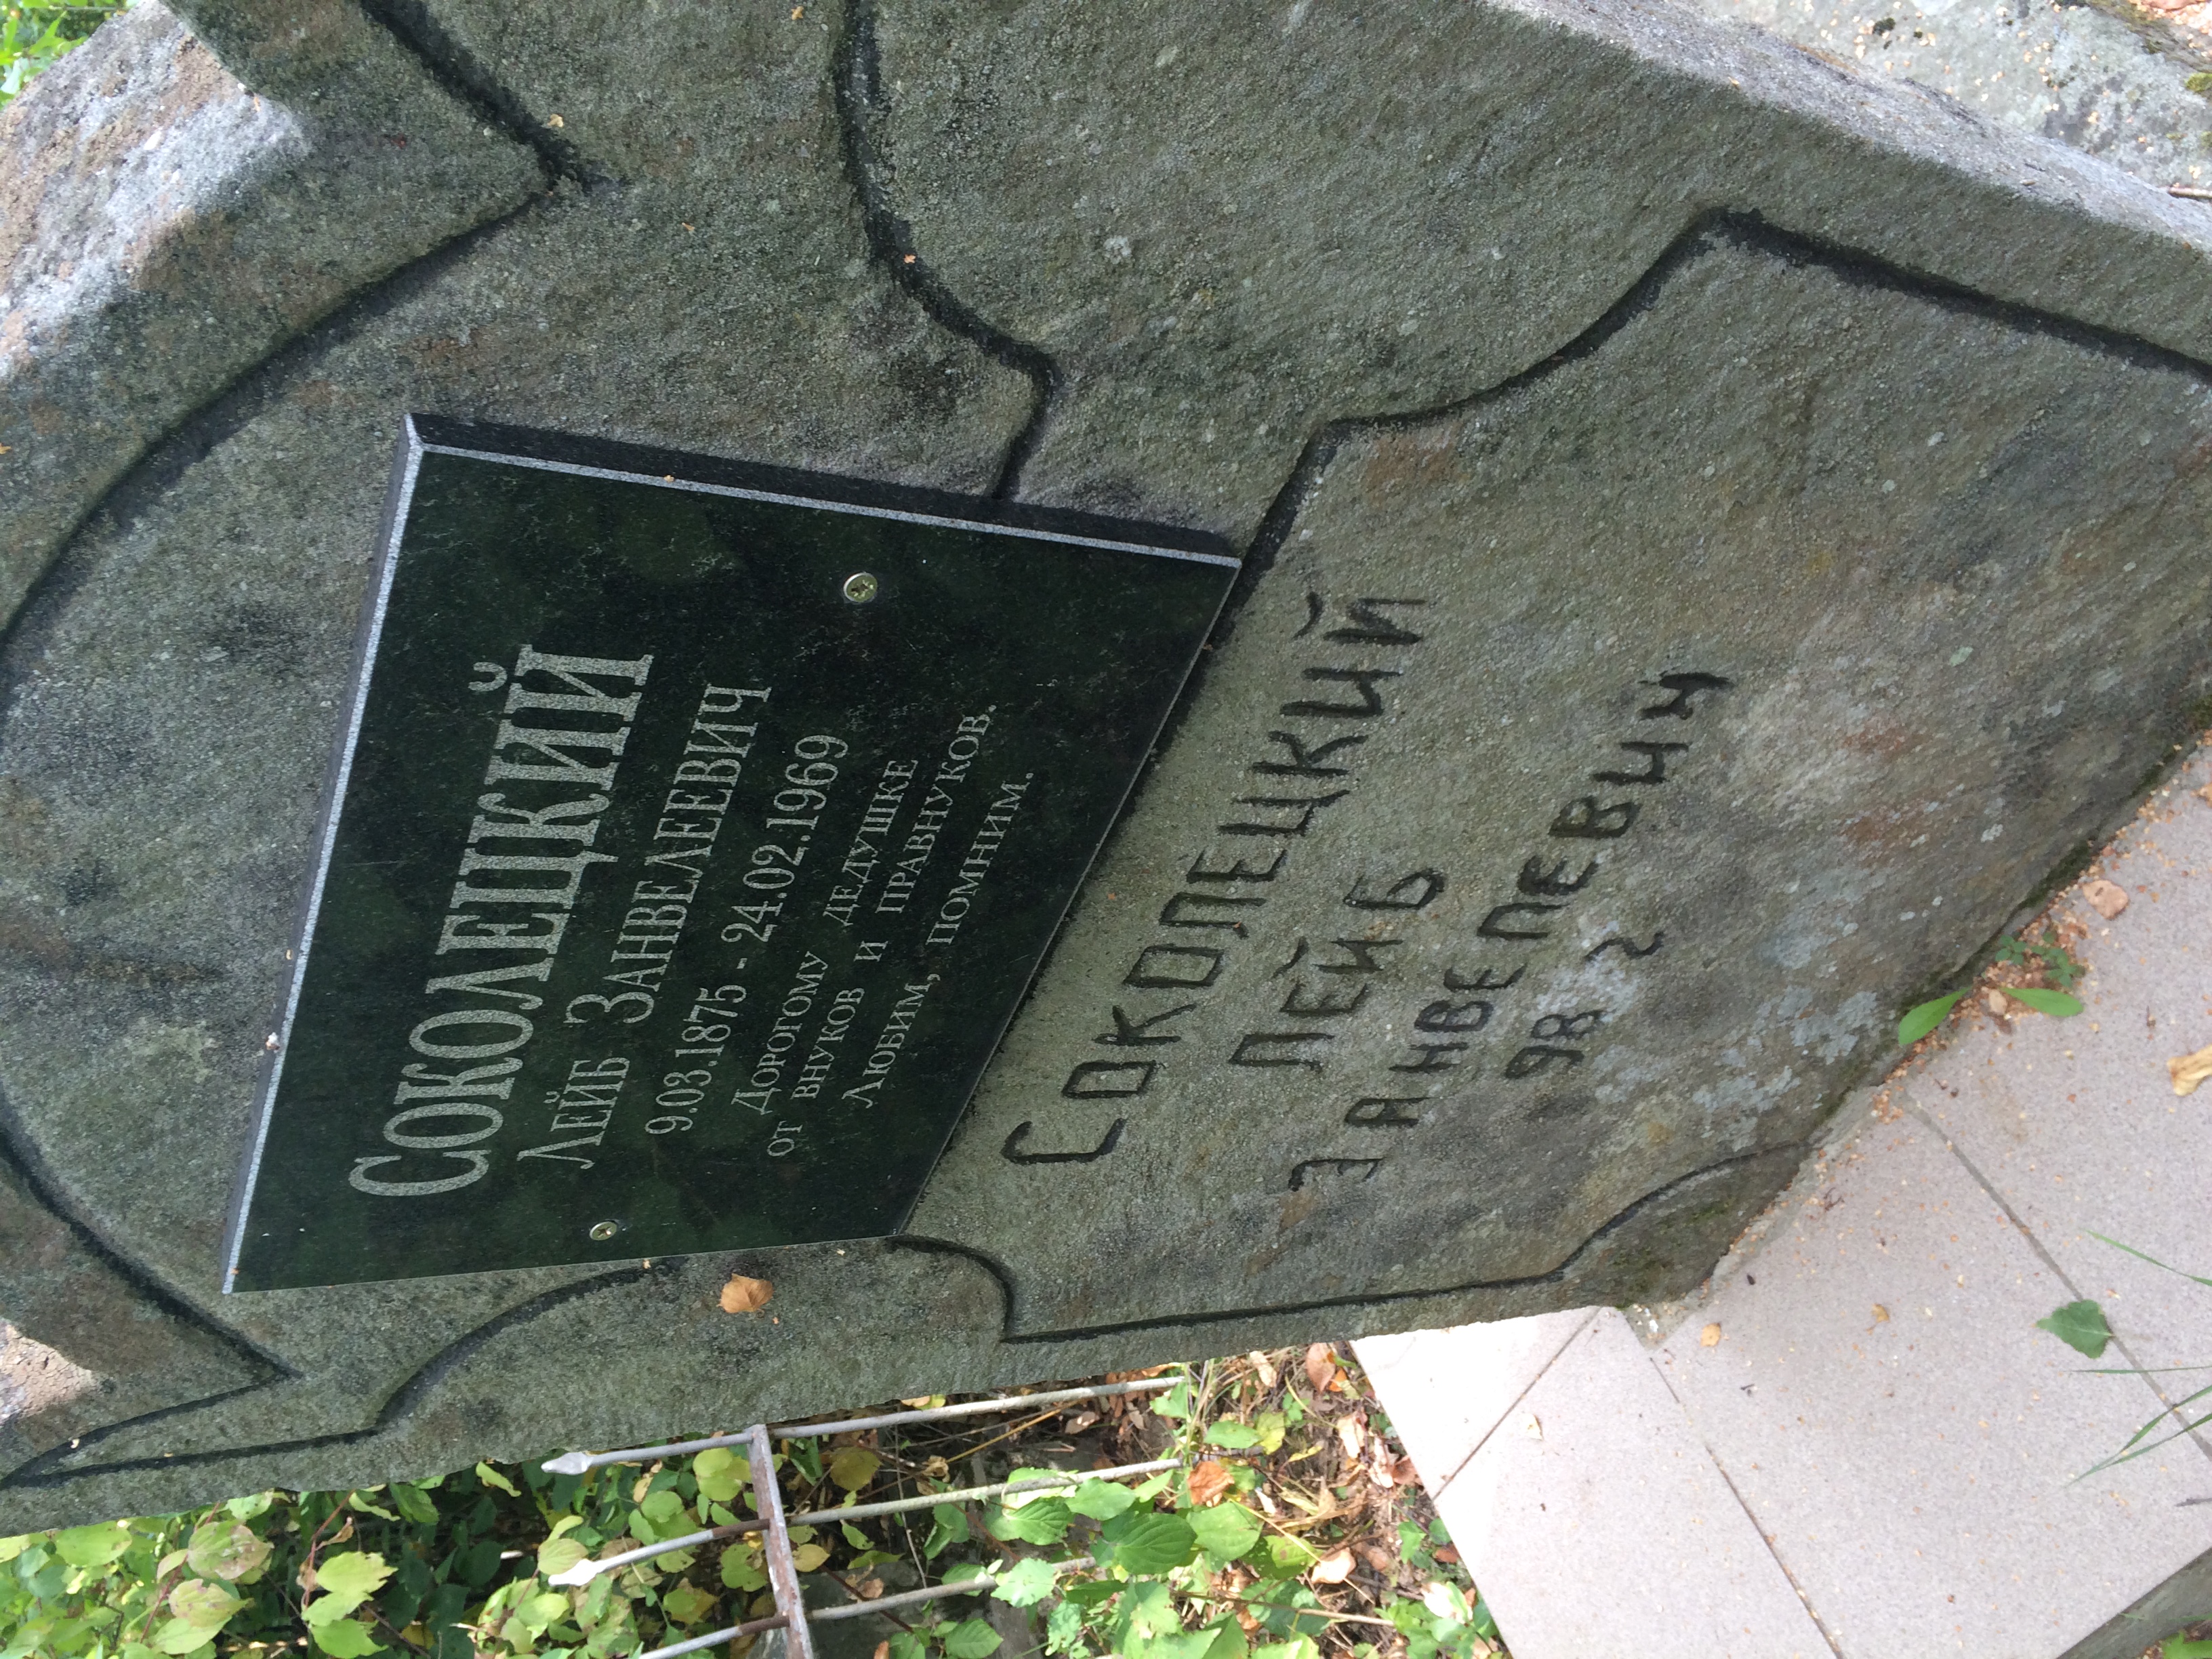 СОКОЛЕЦКИЙ
ЛЕЙБ ЗАНВЕЛЕВИЧ
9.03.1875 - 24.02.1969
ДОРОГОМУ ДЕДУШКЕ
ОТ ВНУКОВ И ПРАВНУКОВ.
ЛЮБИМ, ПОМНИМ.
СОКОЛЕЦКИЙ
ЛЕЙБ
ЗАНВЕЛЕВИЧ
98 г